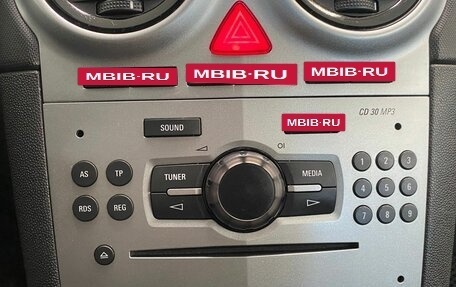 MBIB-RU MBIB-RU MBIB-RU
MBIB-RU
CD 30 MP3
SOUND
AS TP TUNER MEDIA 1 2 3
4 5 6
RDS REG 7 8 9